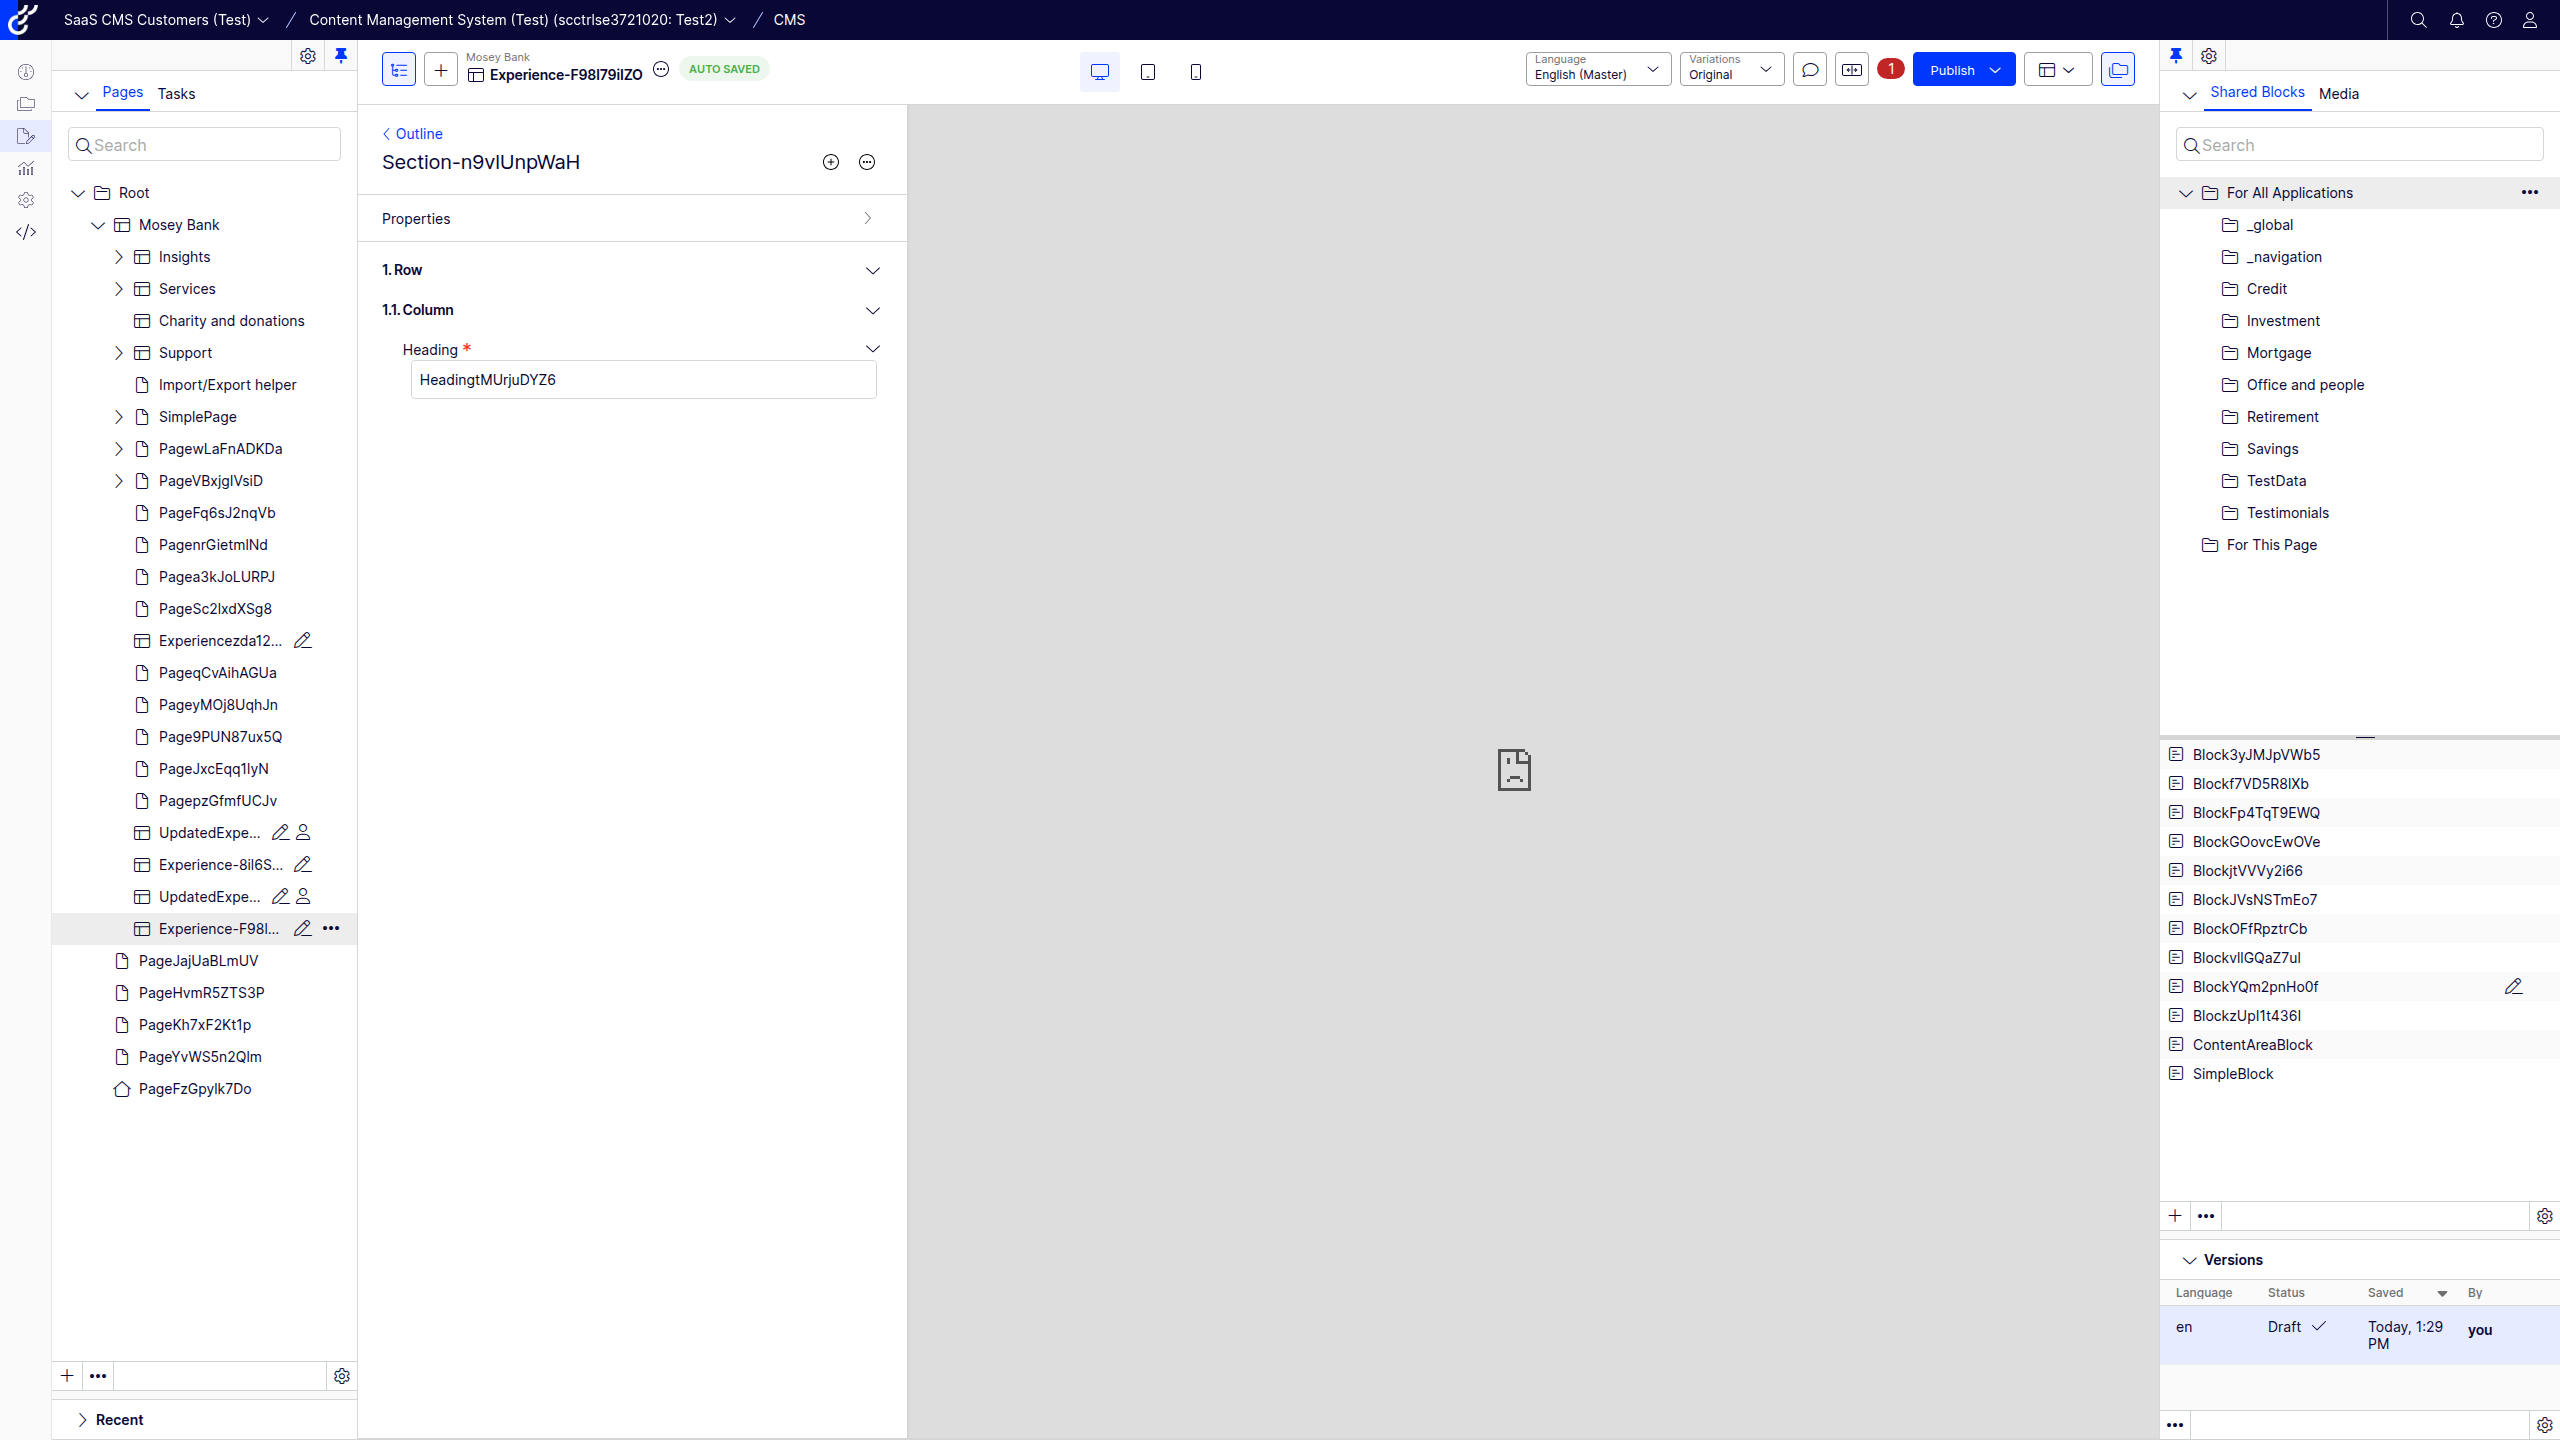 SaaS CMS Customers (Test) / Content Management System (Test) (scctrlse3721020: Test2) / CMS
Pages Tasks
Search
Root
Mosey Bank
Insights
Services
Charity and donations
Support
Import/Export helper
SimplePage
PagewLaFnADKDa
PageVBxjgIVsiD
PageFq6sJ2nqVb
PagenrGietmlNd
Pagea3kJoLURPJ
PageSc2lxdXSg8
Experiencezda12...
PageqCvAihAGUa
PageyMOj8UqhJn
Page9PUN87ux5Q
PageJxcEqq1lyN
PagepzGfmfUCJv
UpdatedExpe...
Experience-8il6S...
UpdatedExpe...
Experience-F98l...
PageJajUaBLmUV
PageHvmR5ZTS3P
PageKh7xF2Kt1p
PageYvWS5n2Qlm
PageFzGpylk7Do
Recent
Mosey Bank
Experience-F98l79ilZO
AUTO SAVED
Language
English (Master)
Variations
Original
1
Publish
Outline
Section-n9vlUnpWaH
Properties
1. Row
1.1. Column
Heading *
HeadingtMUrjuDYZ6
Shared Blocks Media
Search
For All Applications
_global
_navigation
Credit
Investment
Mortgage
Office and people
Retirement
Savings
TestData
Testimonials
For This Page
Block3yJMJpVWb5
Blockf7VD5R8lXb
BlockFp4TqT9EWQ
BlockGOovcEwOVe
BlockjtVVVy2i66
BlockJVsNSTmEo7
BlockOFfRpztrCb
BlockvllGQaZ7ul
BlockYQm2pnHo0f
BlockzUpI1t436I
ContentAreaBlock
SimpleBlock
Versions
Language Status Saved By
en Draft Today, 1:29 PM you